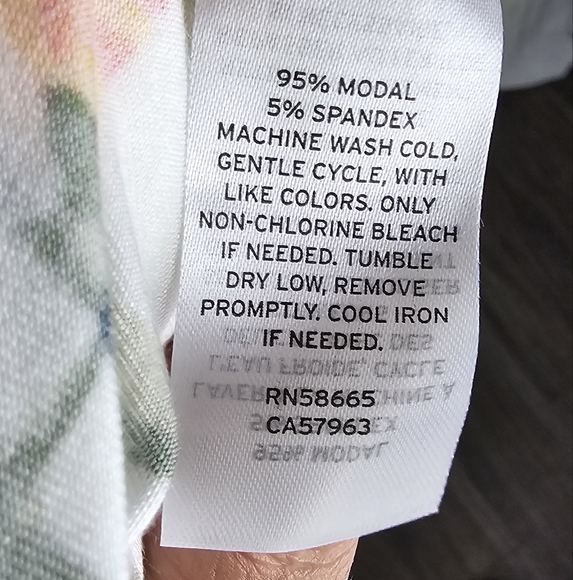 95% MODAL
5% SPANDEX
MACHINE WASH COLD,
GENTLE CYCLE, WITH
LIKE COLORS. ONLY
NON-CHLORINE BLEACH
IF NEEDED. TUMBLE
DRY LOW, REMOVE
PROMPTLY. COOL IRON
IF NEEDED.
RN58665
CA57963